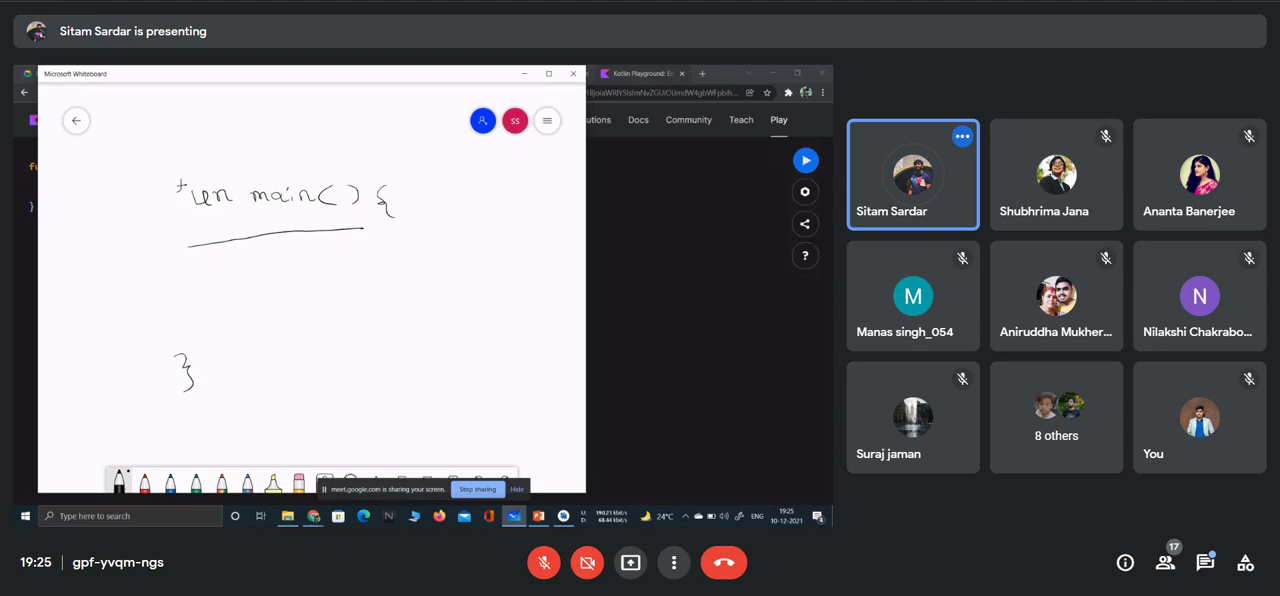 Sitam Sardar is presenting
Microsoft Whiteboard
Kotlin Playground: Ec
SS
utions Docs Community Teach Play
fun main() {
}
fu
}
?
meet.google.com is sharing your screen. Stop sharing Hide
Type here to search
24°C
ENG
19:25
10-12-2021
Sitam Sardar
Shubhrima Jana
Ananta Banerjee
M
Manas singh_054
Aniruddha Mukher...
N
Nilakshi Chakrabo...
Suraj jaman
8 others
You
19:25 | gpf-yvqm-ngs
17